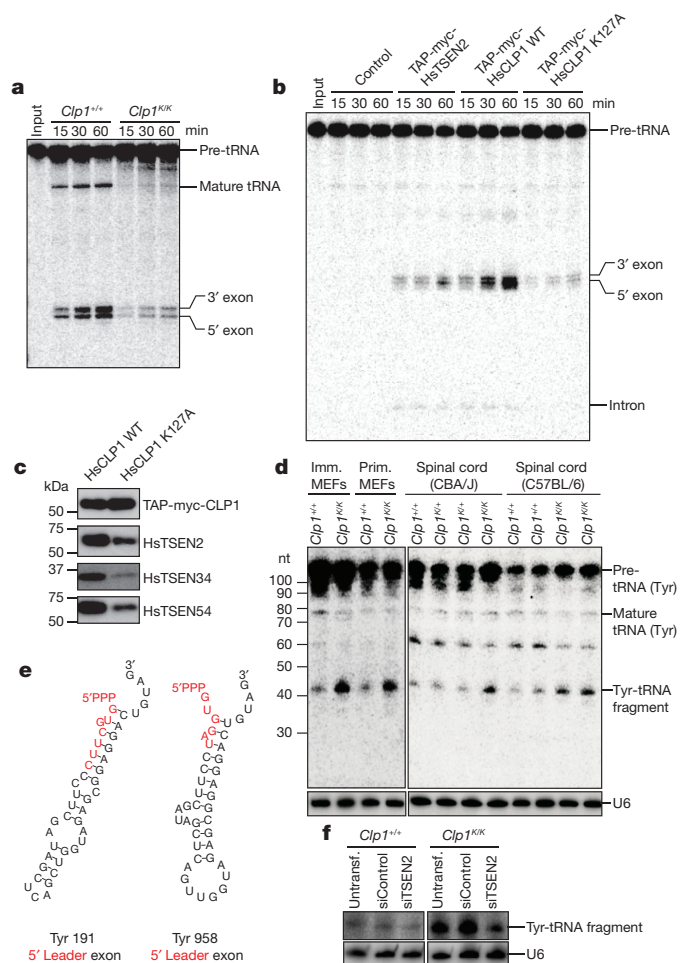 a
Input
Clp1+/+ Clp1K/K
15 30 60 15 30 60 min
Pre-tRNA
Mature tRNA
3′ exon
5′ exon
b
Input
Control
TAP-myc-HsTSEN2
TAP-myc-HsCLP1 WT
TAP-myc-HsCLP1 K127A
15 30 60 15 30 60 15 30 60 15 30 60 min
Pre-tRNA
3′ exon
5′ exon
Intron
c
HsCLP1 WT
HsCLP1 K127A
kDa
50
TAP-myc-CLP1
75
50
HsTSEN2
37
25
HsTSEN34
75
50
HsTSEN54
d
Imm. MEFs
Prim. MEFs
Spinal cord (CBA/J)
Spinal cord (C57BL/6)
Clp1+/+ Clp1K/K Clp1+/+ Clp1K/K Clp1+/+ Clp1K/+ Clp1+/+ Clp1K/K Clp1+/+ Clp1+/+ Clp1K/K Clp1K/K
nt
100
90
80
70
60
50
40
30
Pre-tRNA (Tyr)
Mature tRNA (Tyr)
Tyr-tRNA fragment
U6
e
5′PPP
3′
5′PPP
3′
Tyr 191
5′ Leader exon
Tyr 958
5′ Leader exon
f
Clp1+/+ Clp1K/K
Untransf. siControl siTSEN2 Untransf. siControl siTSEN2
Tyr-tRNA fragment
U6